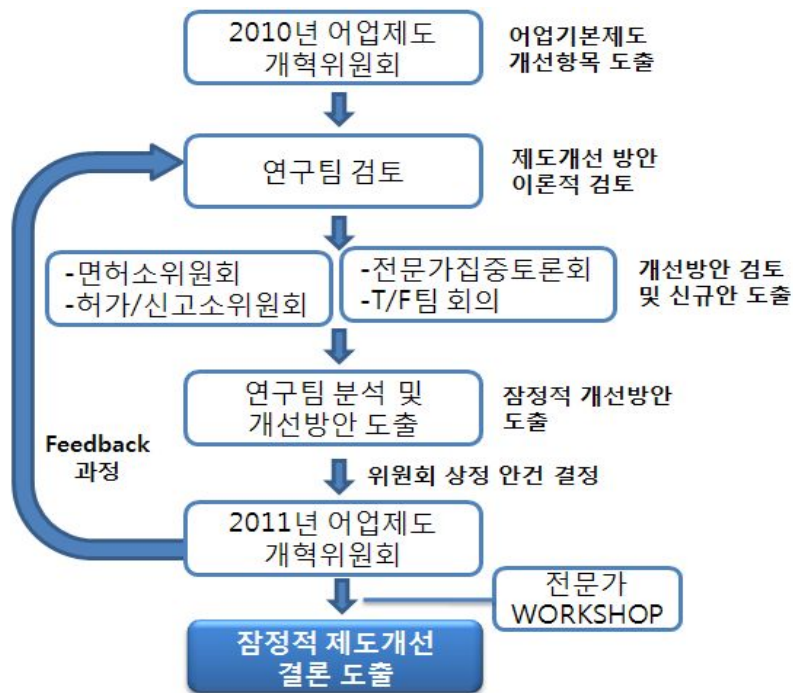 2010년 어업제도
개혁위원회
어업기본제도
개선항목 도출
연구팀 검토
제도개선 방안
이론적 검토
-면허소위원회
-허가/신고소위원회
-전문가집중토론회
-T/F팀 회의
개선방안 검토
및 신규안 도출
연구팀 분석 및
개선방안 도출
잠정적 개선방안
도출
Feedback
과정
위원회 상정 안건 결정
2011년 어업제도
개혁위원회
전문가
WORKSHOP
잠정적 제도개선
결론 도출